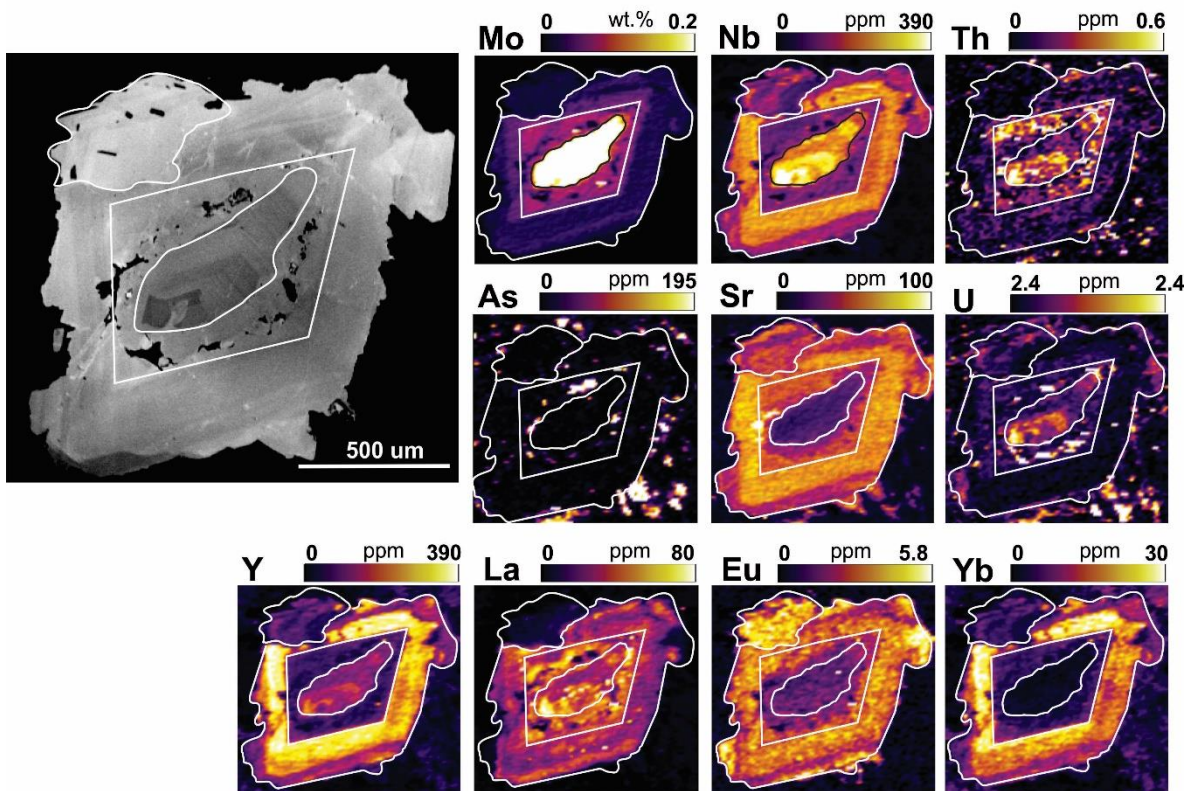 Mo 0 wt.% 0.2
Nb 0 ppm 390
Th 0 ppm 0.6
500 um
As 0 ppm 195
Sr 0 ppm 100
U 2.4 ppm 2.4
Y 0 ppm 390
La 0 ppm 80
Eu 0 ppm 5.8
Yb 0 ppm 30